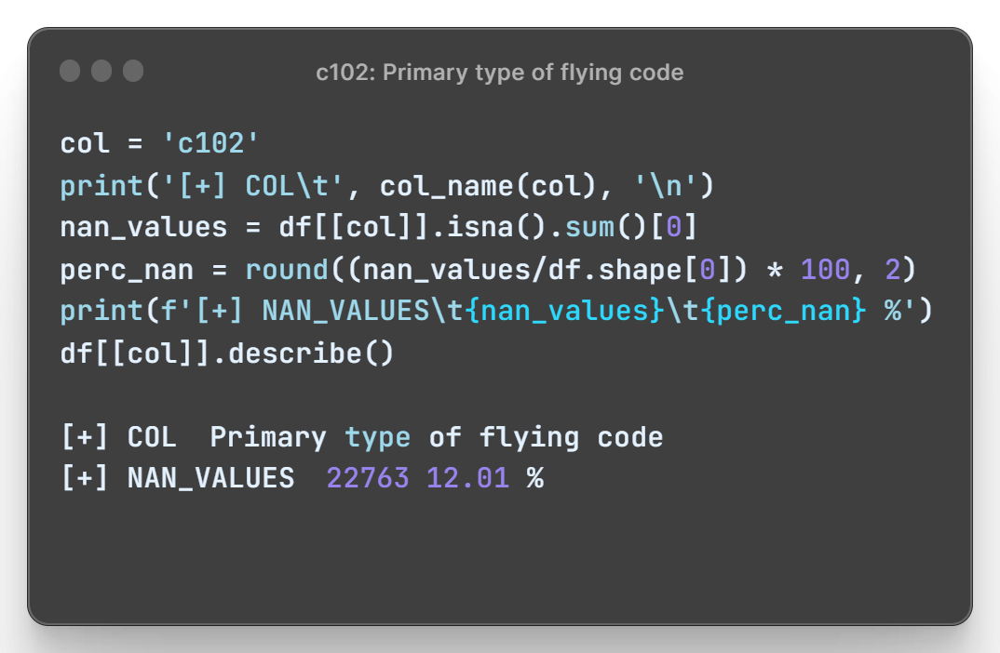 c102: Primary type of flying code
col = 'c102'
print('[+] COL\t', col_name(col), '\n')
nan_values = df[[col]].isna().sum()[0]
perc_nan = round((nan_values/df.shape[0]) * 100, 2)
print(f'[+] NAN_VALUES\t{nan_values}\t{perc_nan} %')
df[[col]].describe()
[+] COL  Primary type of flying code
[+] NAN_VALUES  22763 12.01 %